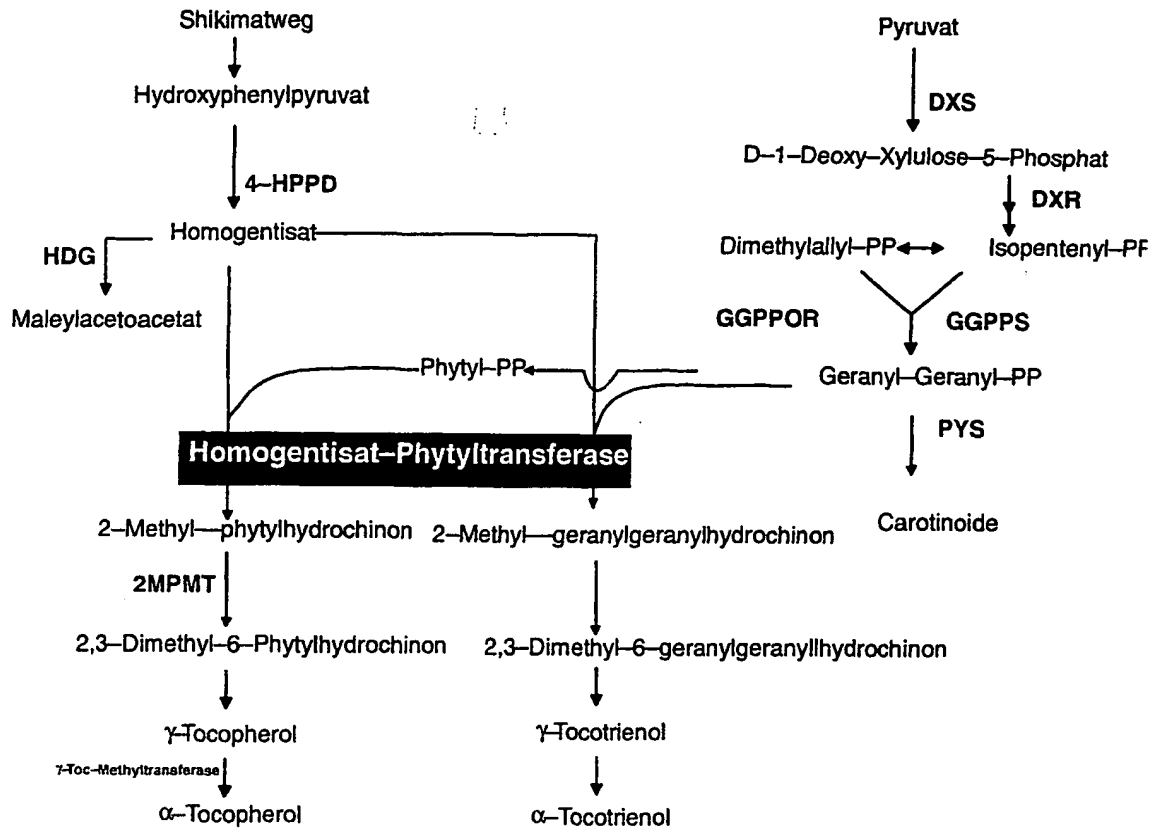 Shikimatweg
Pyruvat
Hydroxyphenylpyruvat
DXS
D–1–Deoxy–Xylulose–5–Phosphat
4–HPPD
DXR
Homogentisat
HDG
Dimethylallyl–PP
Isopentenyl–PP
Maleylacetoacetat
GGPPOR
GGPPS
Phytyl–PP
Geranyl–Geranyl–PP
PYS
Homogentisat–Phytyltransferase
2–Methyl—phytylhydrochinon
2–Methyl—geranylgeranylhydrochinon
Carotinoide
2MPMT
2,3–Dimethyl–6–Phytylhydrochinon
2,3–Dimethyl–6–geranylgeranyllhydrochinon
γ–Tocopherol
γ–Tocotrienol
γ–Toc–Methyltransferase
α–Tocopherol
α–Tocotrienol